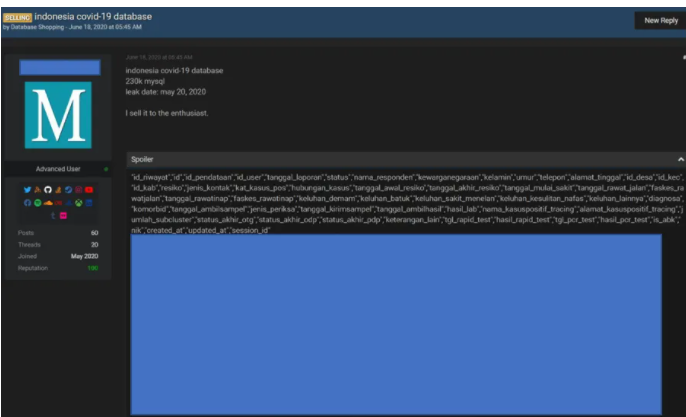 SELLING indonesia covid-19 database
by Database Shopping - June 18, 2020 at 05:45 AM
New Reply
June 18, 2020 at 05:45 AM
indonesia covid-19 database
230k mysql
leak date: may 20, 2020
I sell it to the enthusiast.
M
Advanced User
Spoiler
"id_riwayat","id","id_pendataan","id_user","tanggal_laporan","status","nama_responden","kewarganegaraan","kelamin","umur","telepon","alamat_tinggal","id_desa","id_kec",
"id_kab","resiko","jenis_kontak","kat_kasus_pos","hubungan_kasus","tanggal_awal_resiko","tanggal_akhir_resiko","tanggal_mulai_sakit","tanggal_rawat_jalan","faskes_ra
watjalan","tanggal_rawatinap","faskes_rawatinap","keluhan_demam","keluhan_batuk","keluhan_sakit_menelan","keluhan_kesulitan_nafas","keluhan_lainnya","diagnosa",
"komorbid","tanggal_ambilsampel","jenis_periksa","tanggal_kirimsampel","tanggal_ambilhasil","hasil_lab","nama_kasuspositif_tracing","alamat_kasuspositif_tracing","j
umlah_subcluster","status_akhir_otg","status_akhir_odp","status_akhir_pdp","keterangan_lain","tgl_rapid_test","hasil_rapid_test","tgl_pcr_test","hasil_pcr_test","is_abk","
nik","created_at","updated_at","session_id"
Posts 60
Threads 20
Joined May 2020
Reputation